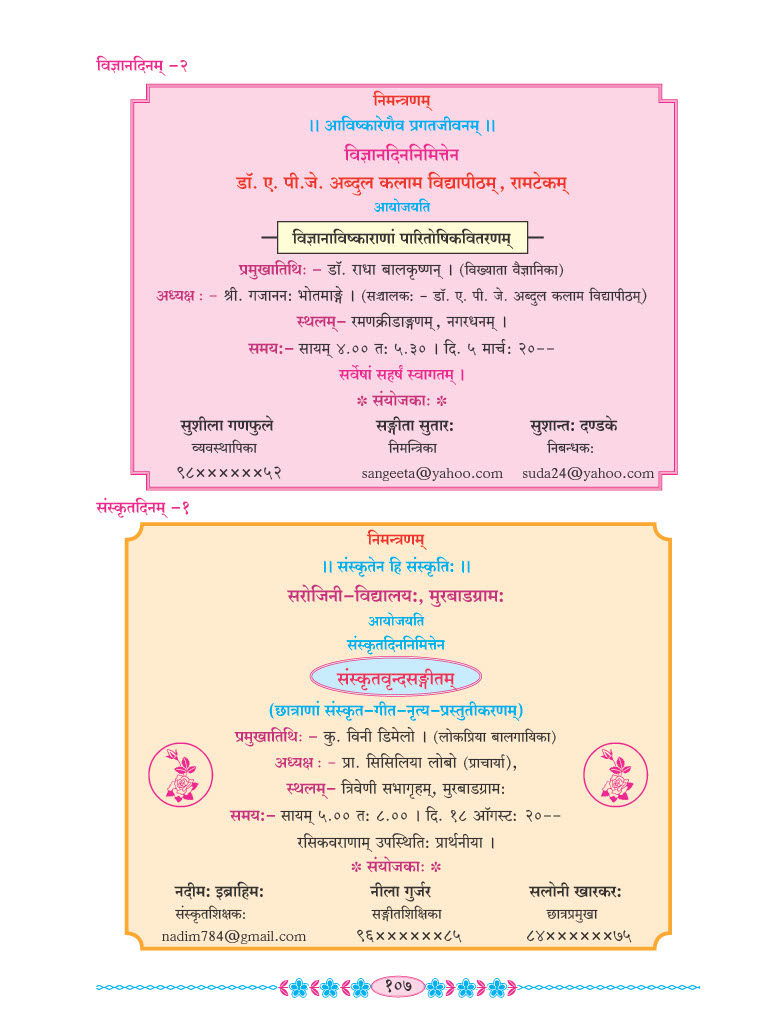 विज्ञानदिनम् –२
निमन्त्रणम्
।। आविष्कारेणैव प्रगतजीवनम् ।।
विज्ञानदिननिमित्तेन
डॉ. ए. पी.जे. अब्दुल कलाम विद्यापीठम् , रामटेकम्
आयोजयति
विज्ञानाविष्काराणां पारितोषिकवितरणम्
प्रमुखातिथिः – डॉ. राधा बालकृष्णन् । (विख्याता वैज्ञानिका)
अध्यक्ष : – श्री. गजाननः भोतमाङ्गे । (सञ्चालकः – डॉ. ए. पी. जे. अब्दुल कलाम विद्यापीठम्)
स्थलम्– रमणक्रीडाङ्गणम् , नगरधनम् ।
समयः– सायम् ४.०० तः ५.३० । दि. ५ मार्चः २०--
सर्वेषां सहर्षं स्वागतम् ।
* संयोजकाः *
सुशीला गणफुले सङ्गीता सुतारः सुशान्तः दण्डके
व्यवस्थापिका निमन्त्रिका निबन्धकः
९८××××××५२ sangeeta@yahoo.com suda24@yahoo.com
संस्कृतदिनम् –१
निमन्त्रणम्
।। संस्कृतेन हि संस्कृतिः ।।
सरोजिनी–विद्यालयः, मुरबाडग्रामः
आयोजयति
संस्कृतदिननिमित्तेन
संस्कृतवृन्दसङ्गीतम्
(छात्राणां संस्कृत–गीत–नृत्य–प्रस्तुतीकरणम्)
प्रमुखातिथिः – कु. विनी डिमेलो । (लोकप्रिया बालगायिका)
अध्यक्ष : – प्रा. सिसिलिया लोबो (प्राचार्या),
स्थलम्– त्रिवेणी सभागृहम्, मुरबाडग्रामः
समयः– सायम् ५.०० तः ८.०० । दि. १८ ऑगस्टः २०--
रसिकवराणाम् उपस्थितिः प्रार्थनीया ।
* संयोजकाः *
नदीमः इब्राहिमः नीला गुर्जर सलोनी खारकरः
संस्कृतशिक्षकः सङ्गीतशिक्षिका छात्रप्रमुखा
nadim784@gmail.com ९६××××××८५ ८४××××××७५
१०७